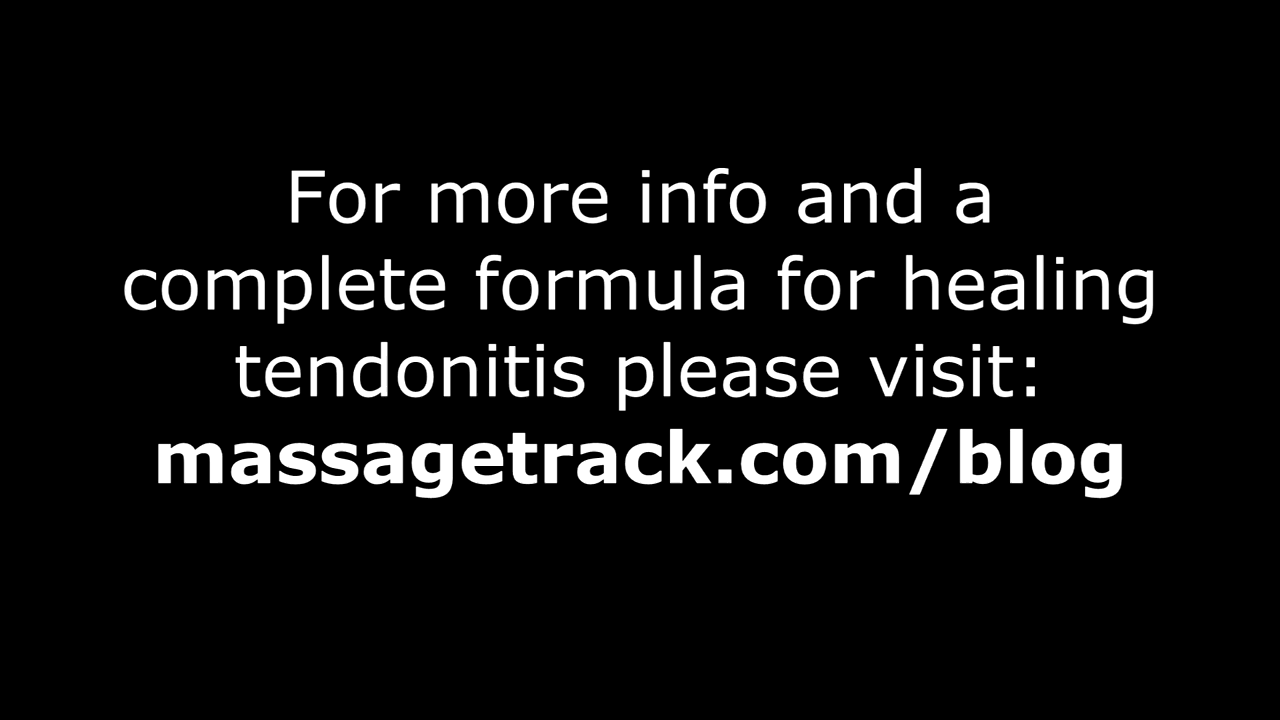 For more info and a
complete formula for healing
tendonitis please visit:
massagetrack.com/blog